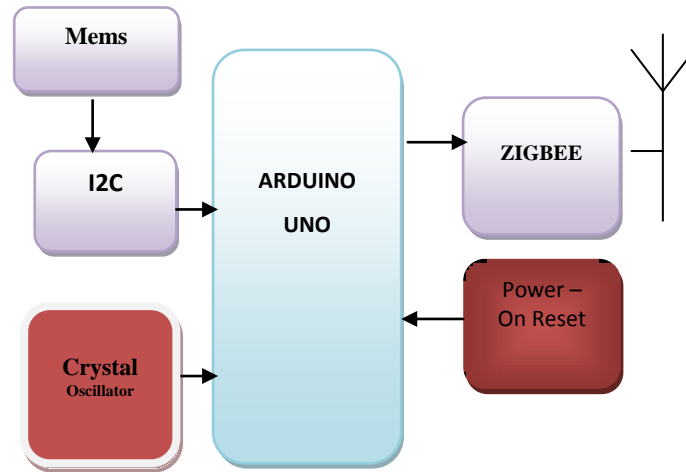 Mems
I2C
ARDUINO
UNO
ZIGBEE
Power –
On Reset
Crystal
Oscillator